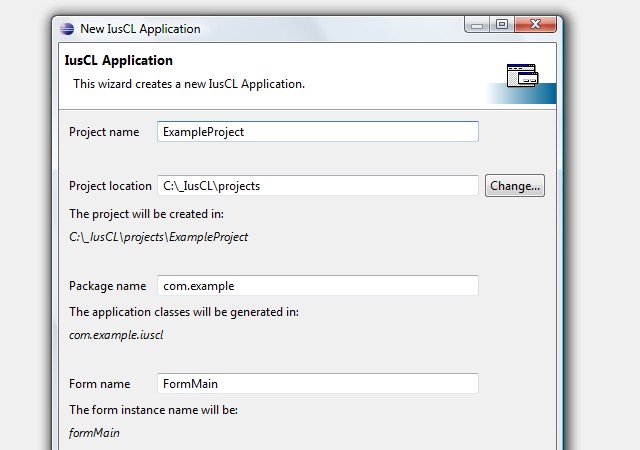 New IusCL Application
IusCL Application
This wizard creates a new IusCL Application.
Project name ExampleProject
Project location C:\_IusCL\projects Change...
The project will be created in:
C:\_IusCL\projects\ExampleProject
Package name com.example
The application classes will be generated in:
com.example.iuscl
Form name FormMain
The form instance name will be:
formMain